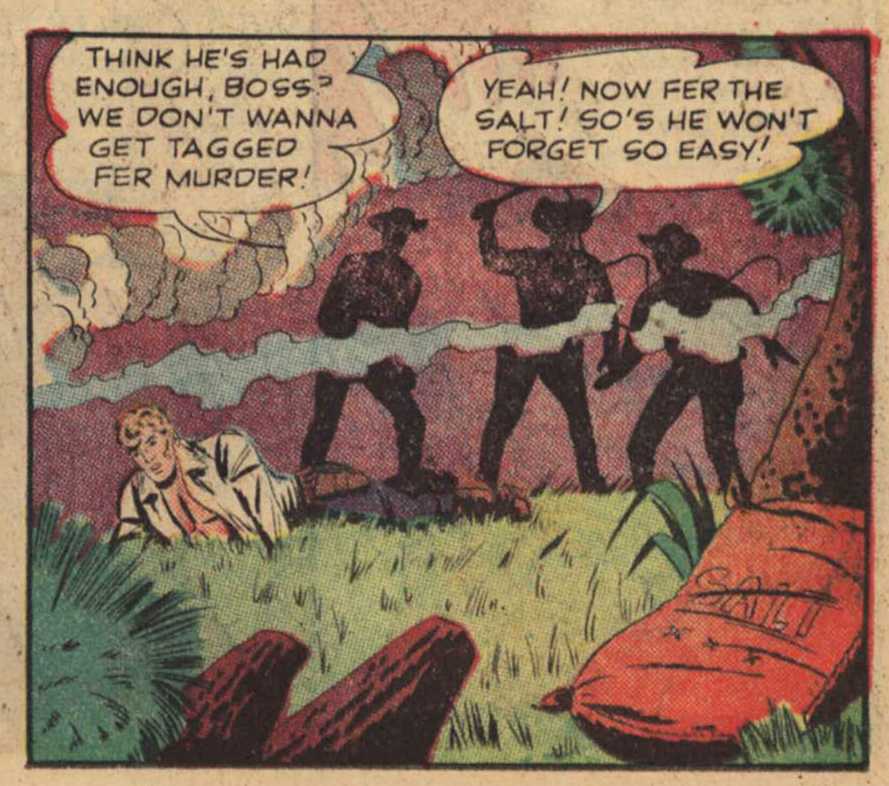 THINK HE'S HAD
ENOUGH, BOSS?
WE DON'T WANNA
GET TAGGED
FER MURDER!
YEAH! NOW FER THE
SALT! SO'S HE WON'T
FORGET SO EASY!
SALT